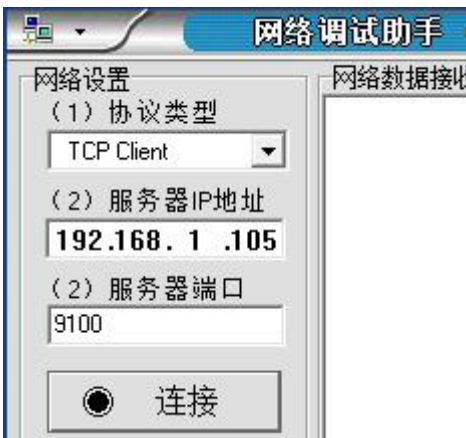 网络调试助手
网络设置
网络数据接收
(1) 协议类型
TCP Client
(2) 服务器IP地址
192.168. 1 .105
(2) 服务器端口
9100
连接